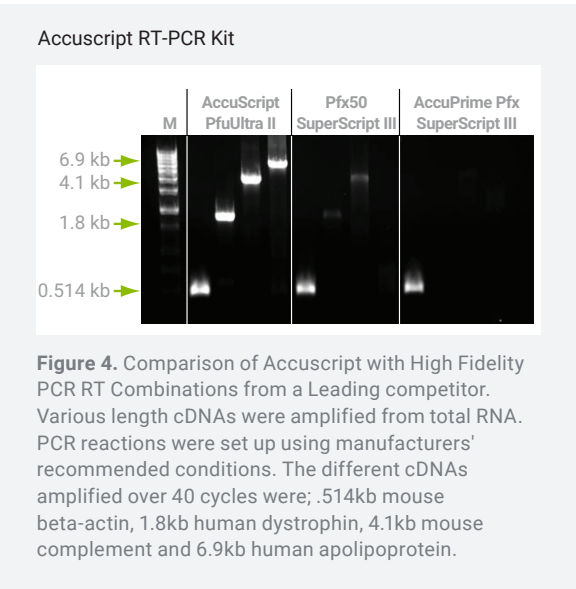 Accuscript RT-PCR Kit
M
AccuScript
PfuUltra II
Pfx50
SuperScript III
AccuPrime Pfx
SuperScript III
6.9 kb
4.1 kb
1.8 kb
0.514 kb
Figure 4. Comparison of Accuscript with High Fidelity
PCR RT Combinations from a Leading competitor.
Various length cDNAs were amplified from total RNA.
PCR reactions were set up using manufacturers'
recommended conditions. The different cDNAs
amplified over 40 cycles were; .514kb mouse
beta-actin, 1.8kb human dystrophin, 4.1kb mouse
complement and 6.9kb human apolipoprotein.